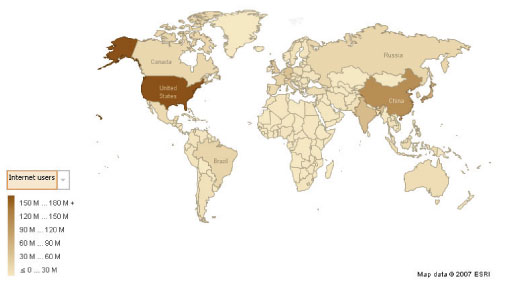 Canada
Russia
United
States
China
Brazil
Internet users
150 M ... 180 M +
120 M ... 150 M
90 M ... 120 M
60 M ... 90 M
30 M ... 60 M
≤ 0 ... 30 M
Map data © 2007 ESRI